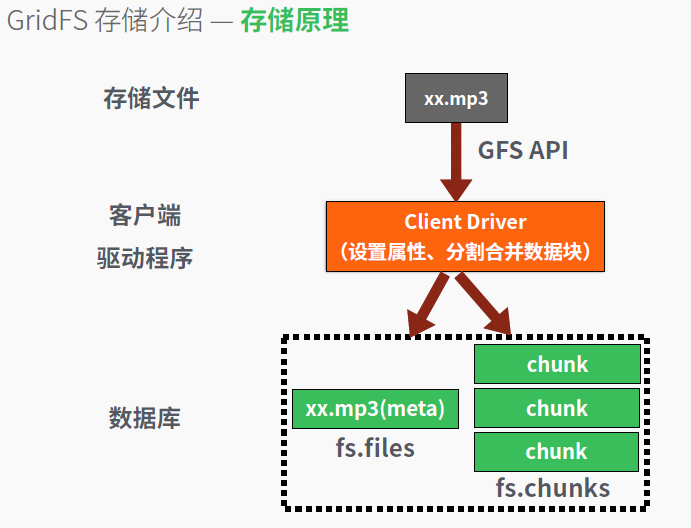 GridFS 存储介绍 — 存储原理
存储文件
xx.mp3
GFS API
客户端
驱动程序
Client Driver
（设置属性、分割合并数据块）
数据库
xx.mp3(meta)
fs.files
chunk
chunk
chunk
fs.chunks